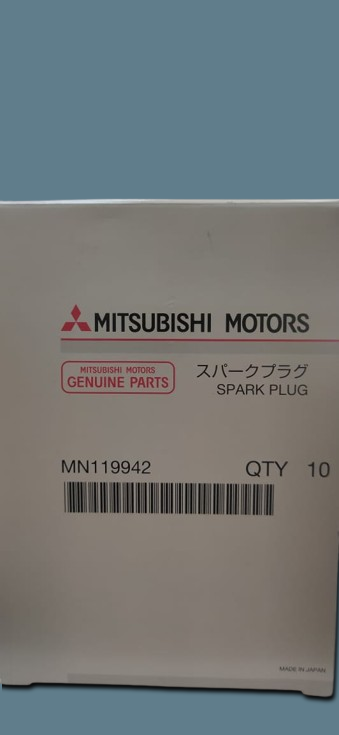 MITSUBISHI MOTORS
MITSUBISHI MOTORS
GENUINE PARTS
スパークプラグ
SPARK PLUG
MN119942
QTY 10
MADE IN JAPAN